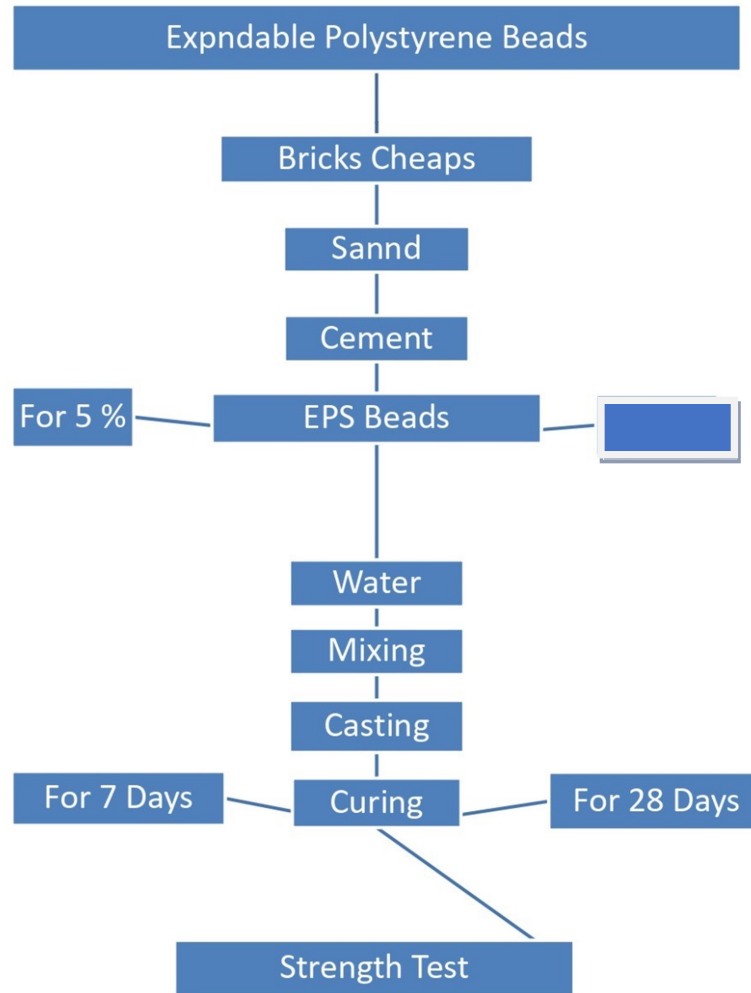 Expndable Polystyrene Beads
Bricks Cheaps
Sannd
Cement
For 5 %
EPS Beads
Water
Mixing
Casting
For 7 Days
Curing
For 28 Days
Strength Test